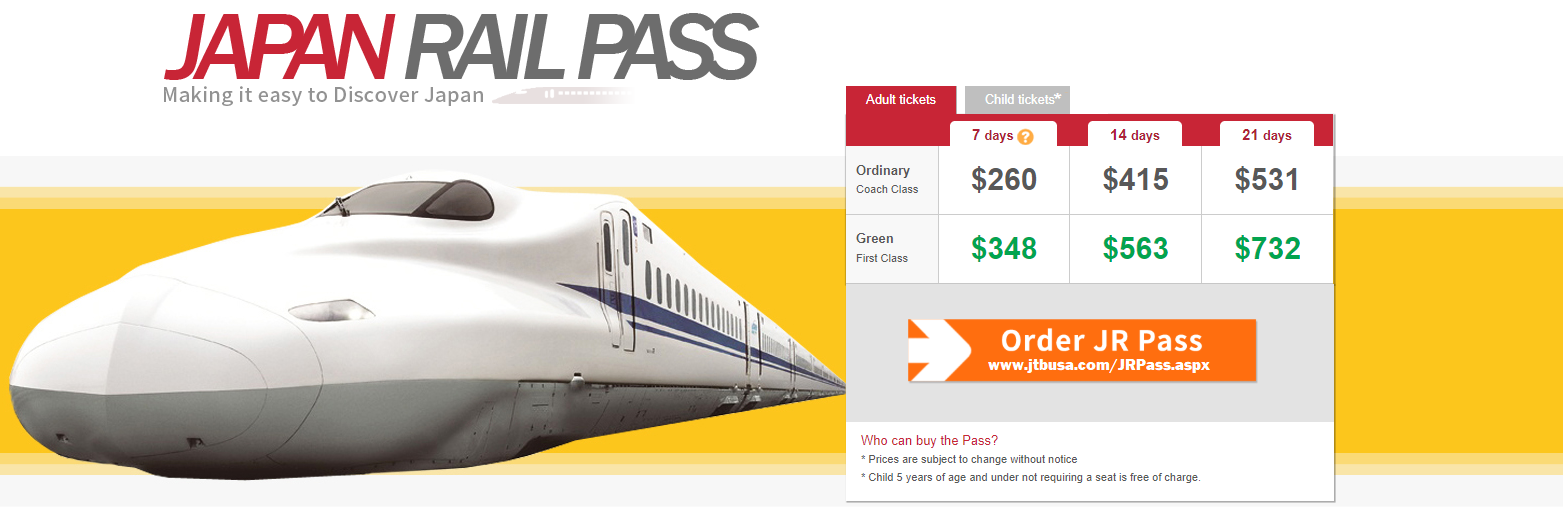 JAPAN RAIL PASS
Making it easy to Discover Japan
Adult tickets Child tickets*
7 days ? 14 days 21 days
Ordinary
Coach Class
$260 $415 $531
Green
First Class
$348 $563 $732
Order JR Pass
www.jtbusa.com/JRPass.aspx
Who can buy the Pass?
* Prices are subject to change without notice
* Child 5 years of age and under not requiring a seat is free of charge.